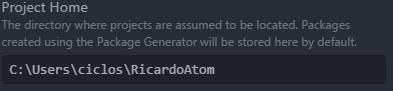 Project Home
The directory where projects are assumed to be located. Packages
created using the Package Generator will be stored here by default.
C:\Users\ciclos\RicardoAtom